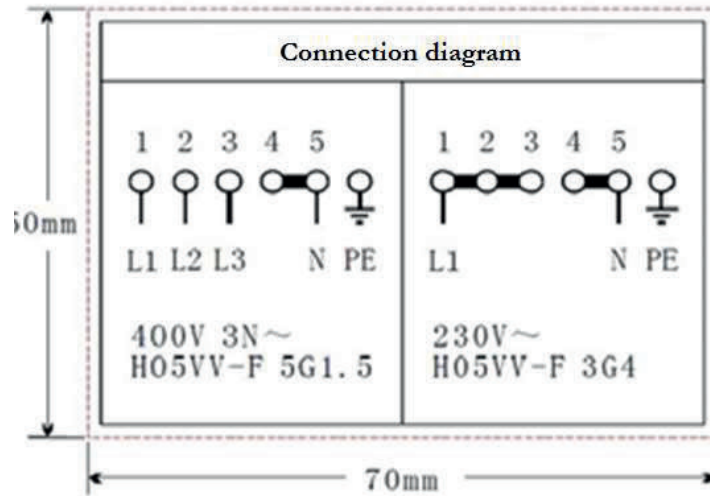 Connection diagram
1 2 3 4 5
L1 L2 L3 N PE
400V 3N~
H05VV-F 5G1.5
1 2 3 4 5
L1 N PE
230V~
H05VV-F 3G4
50mm
70mm